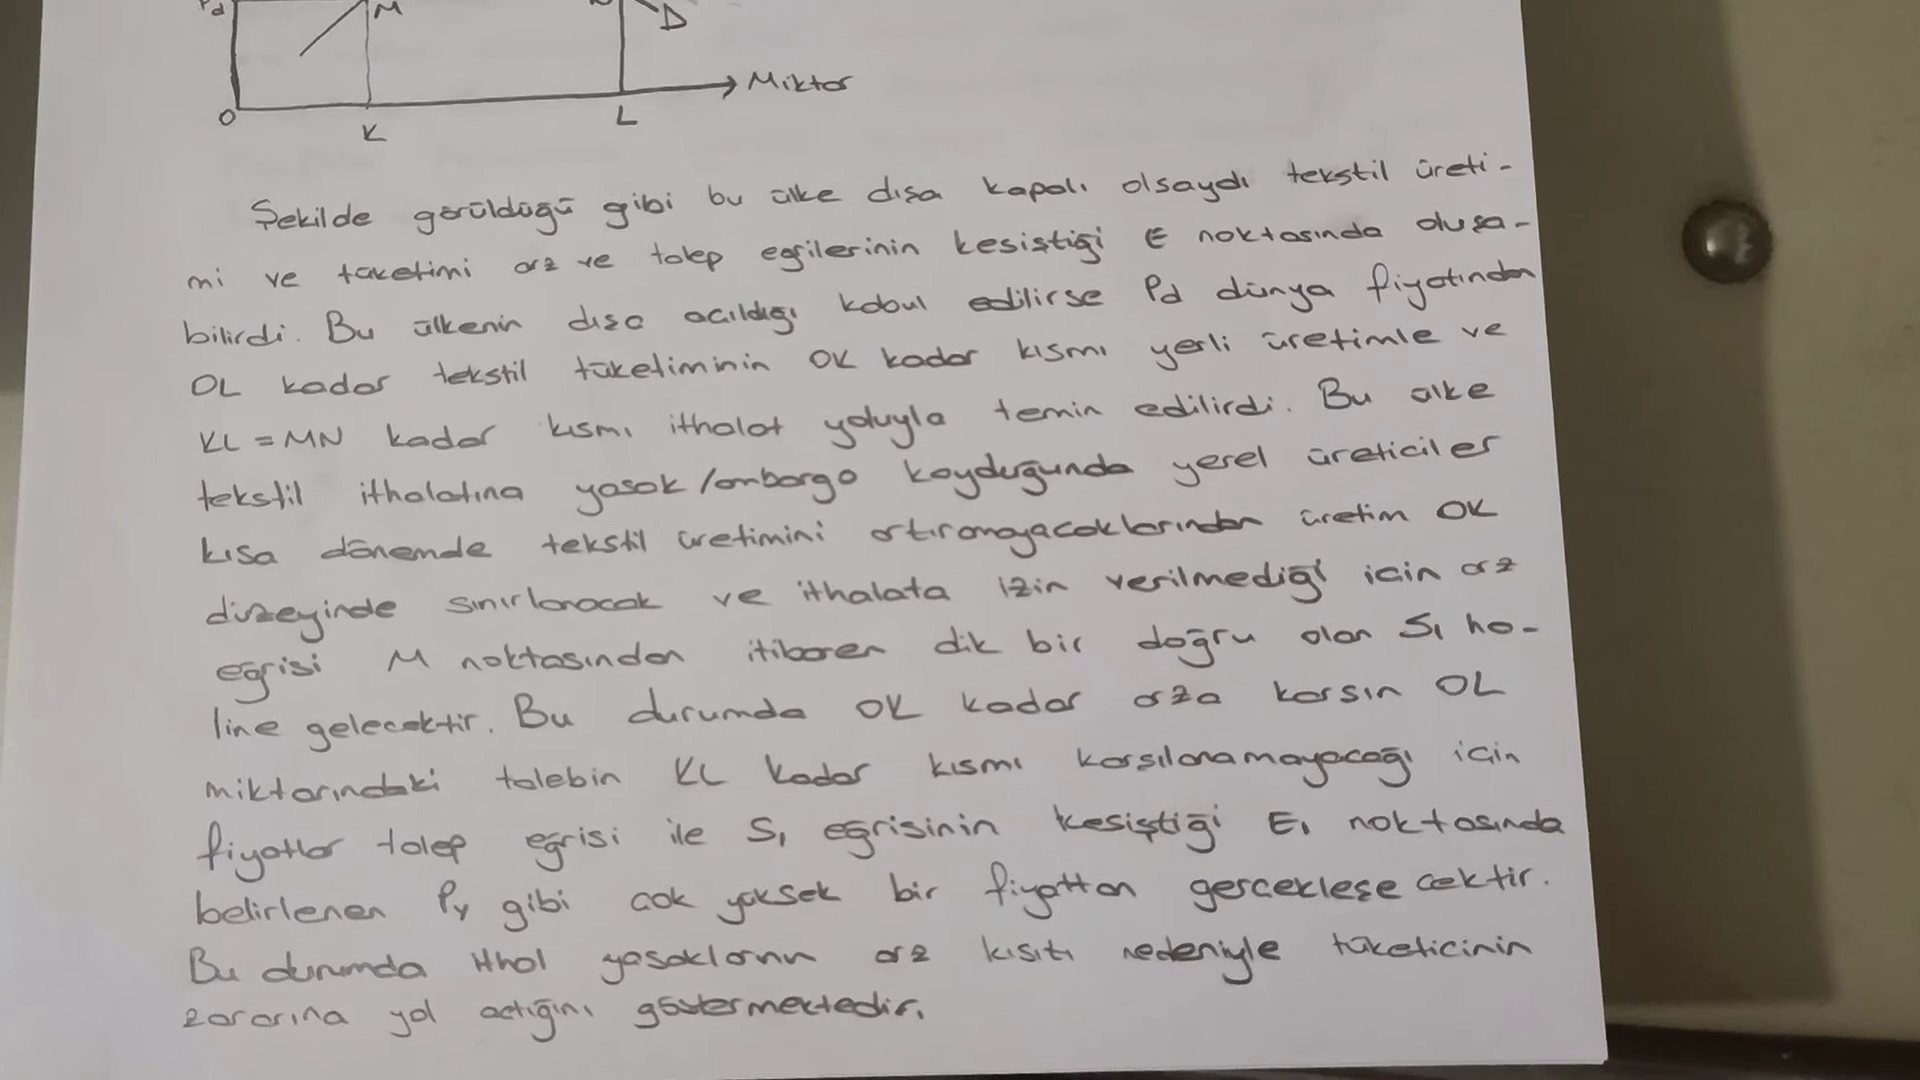 Pd M N D
Miktar
O K L
Şekilde görüldüğü gibi bu ülke dışa kapalı olsaydı tekstil üreti-
mi ve tüketimi arz ve talep eğrilerinin kesiştiği E noktasında oluşa-
bilirdi. Bu ülkenin dışa açıldığı kabul edilirse Pd dünya fiyatından
OL kadar tekstil tüketiminin OK kadar kısmı yerli üretimle ve
KL = MN kadar kısmı ithalat yoluyla temin edilirdi. Bu ülke
tekstil ithalatına yasak/ambargo koyduğunda yerel üreticiler
kısa dönemde tekstil üretimini artıramayacaklarından üretim OK
düzeyinde sınırlanacak ve ithalata izin verilmediği için arz
eğrisi M noktasından itibaren dik bir doğru olan S₁ ha-
line gelecektir. Bu durumda OK kadar arza karşın OL
miktarındaki talebin KL kadar kısmı karşılanamayacağı için
fiyatlar talep eğrisi ile S₁ eğrisinin kesiştiği E₁ noktasında
belirlenen Py gibi çok yüksek bir fiyattan gerçekleşecektir.
Bu durumda ithal yasakların arz kısıtı nedeniyle tüketicinin
zararına yol açtığını göstermektedir.